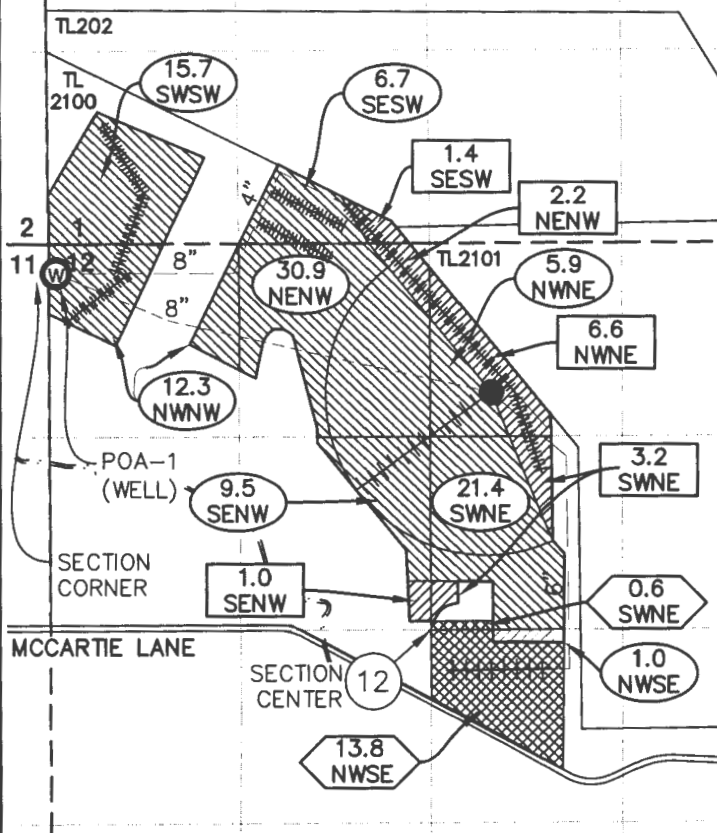 TL202
TL
2100
15.7
SWSW
6.7
SESW
1.4
SESW
2.2
NENW
4"
2
1
11
12
W
8"
8"
TL2101
30.9
NENW
5.9
NWNE
6.6
NWNE
12.3
NWNW
POA-1
(WELL)
3.2
SWNE
9.5
SENW
21.4
SWNE
SECTION
CORNER
1.0
SENW
6"
0.6
SWNE
MCCARTIE LANE
SECTION
CENTER
12
1.0
NWSE
13.8
NWSE